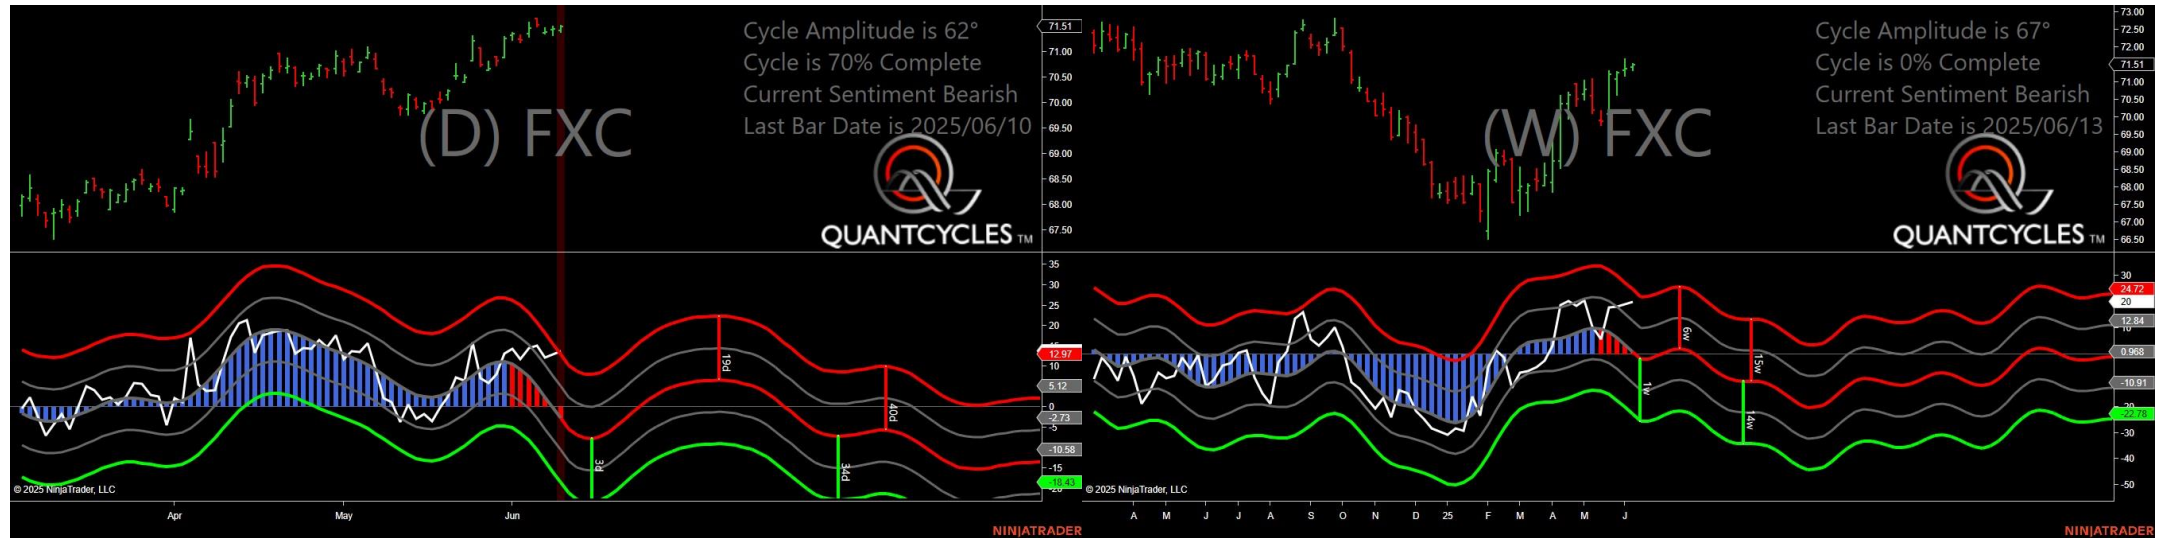 Cycle Amplitude is 62°
Cycle is 70% Complete
Current Sentiment Bearish
Last Bar Date is 2025/06/10
(D) FXC
QUANTCYCLES TM
71.51
71.00
70.50
70.00
69.50
69.00
68.50
68.00
67.50
35
30
25
20
12.97
10
5.12
0
-2.73
-5
-10.58
-15
-18.43
19d
40d
3d
34d
© 2025 NinjaTrader, LLC
Apr
May
Jun
NINJATRADER
Cycle Amplitude is 67°
Cycle is 0% Complete
Current Sentiment Bearish
Last Bar Date is 2025/06/13
(W) FXC
QUANTCYCLES TM
73.00
72.50
72.00
71.51
71.00
70.50
70.00
69.50
69.00
68.50
68.00
67.50
67.00
66.50
30
24.72
20
12.84
0.968
-10.91
-22.78
-30
-40
-50
6w
15w
1w
14w
© 2025 NinjaTrader, LLC
A
M
J
J
A
S
O
N
D
25
F
M
A
M
J
NINJATRADER